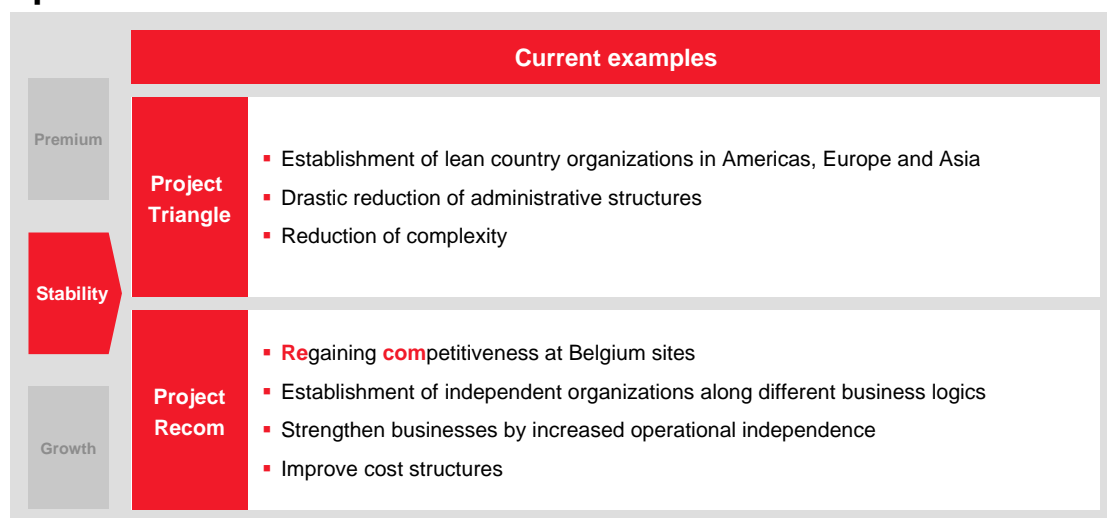 Current examples
Premium
Stability
Growth
Project
Triangle
▪ Establishment of lean country organizations in Americas, Europe and Asia
▪ Drastic reduction of administrative structures
▪ Reduction of complexity
Project
Recom
▪ Regaining competitiveness at Belgium sites
▪ Establishment of independent organizations along different business logics
▪ Strengthen businesses by increased operational independence
▪ Improve cost structures